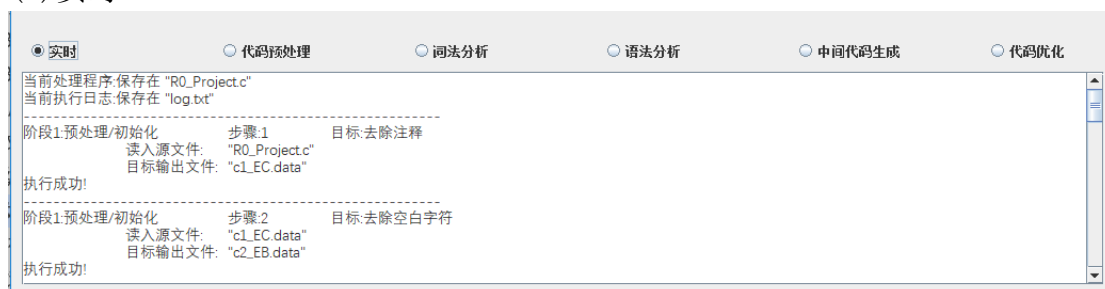 实时 代码预处理 词法分析 语法分析 中间代码生成 代码优化
当前处理程序:保存在 "R0_Project.c"
当前执行日志:保存在 "log.txt"
------------------------------------------------------------
阶段1:预处理/初始化 步骤:1 目标:去除注释
读入源文件: "R0_Project.c"
目标输出文件: "c1_EC.data"
执行成功!
------------------------------------------------------------
阶段1:预处理/初始化 步骤:2 目标:去除空白字符
读入源文件: "c1_EC.data"
目标输出文件: "c2_EB.data"
执行成功!